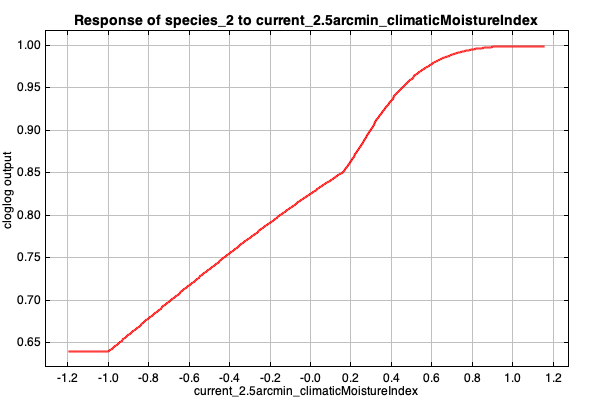 Response of species_2 to current_2.5arcmin_climaticMoistureIndex
1.00
0.95
0.90
0.85
0.80
0.75
0.70
0.65
cloglog output
-1.2 -1.0 -0.8 -0.6 -0.4 -0.2 -0.0 0.2 0.4 0.6 0.8 1.0 1.2
current_2.5arcmin_climaticMoistureIndex